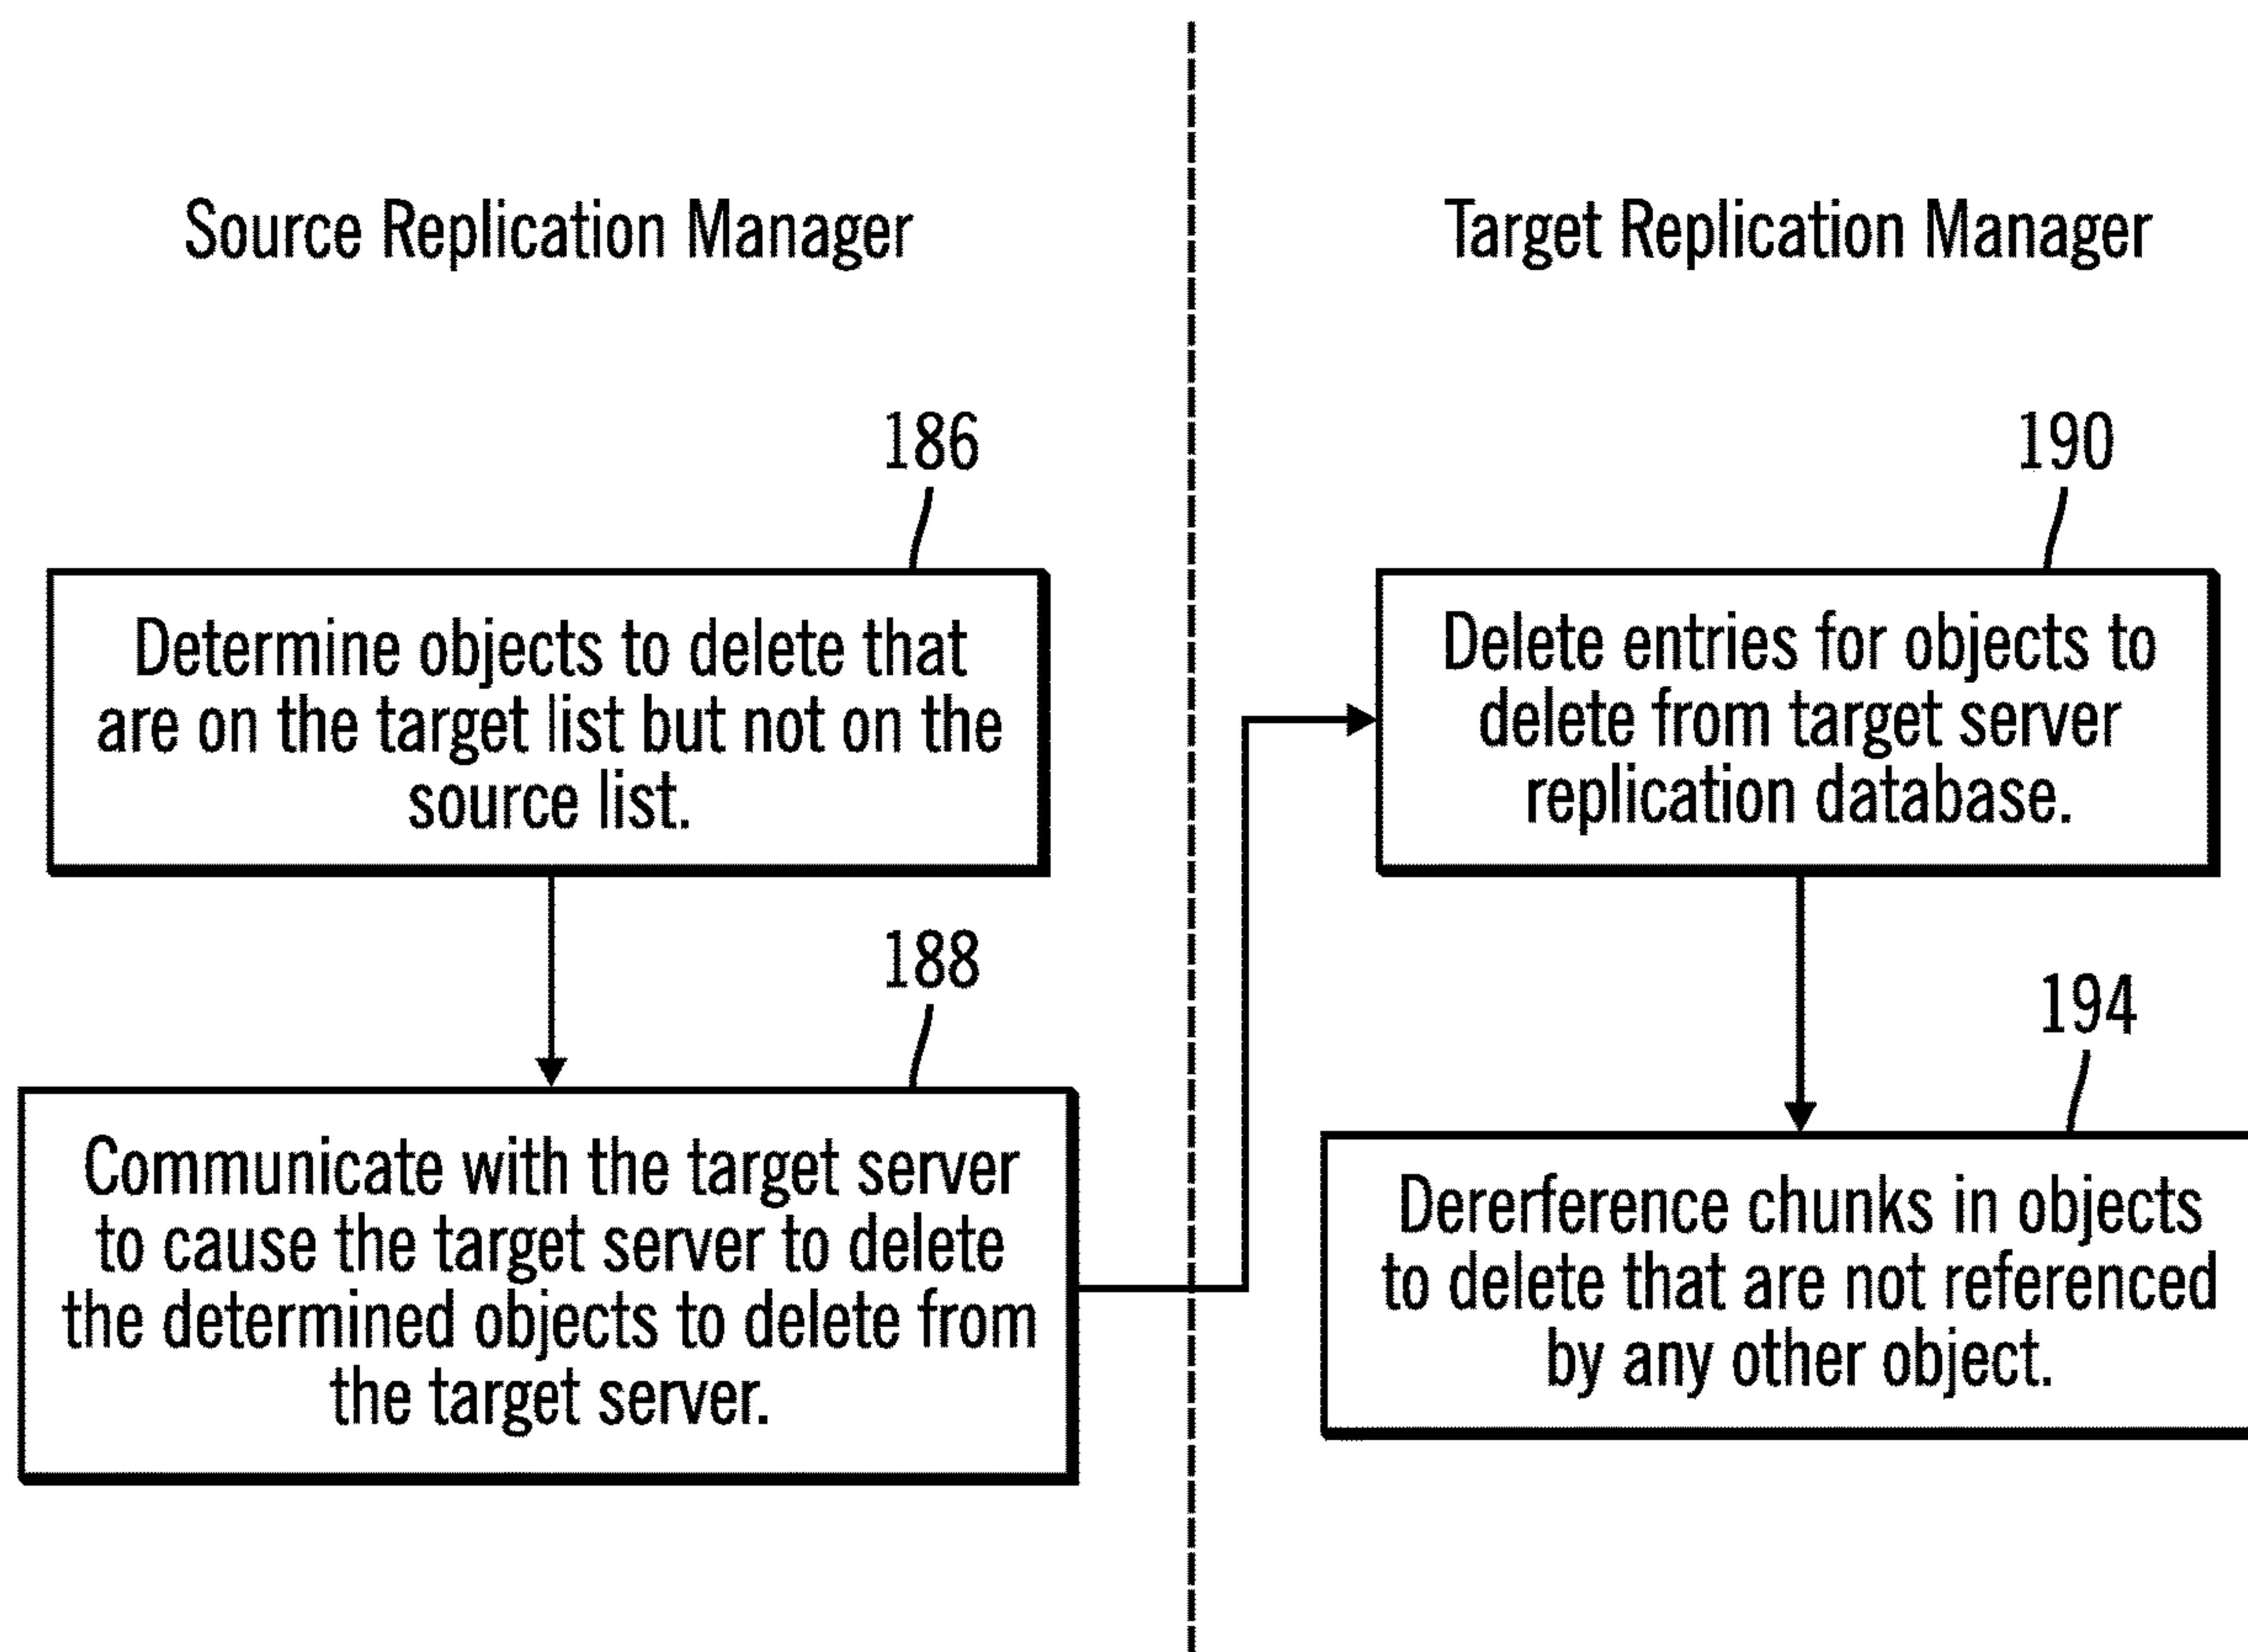 Source Replication Manager
186
Determine objects to delete that
are on the target list but not on the
source list.
188
Communicate with the target server
to cause the target server to delete
the determined objects to delete from
the target server.
Target Replication Manager
190
Delete entries for objects to
delete from target server
replication database.
194
Dererference chunks in objects
to delete that are not referenced
by any other object.